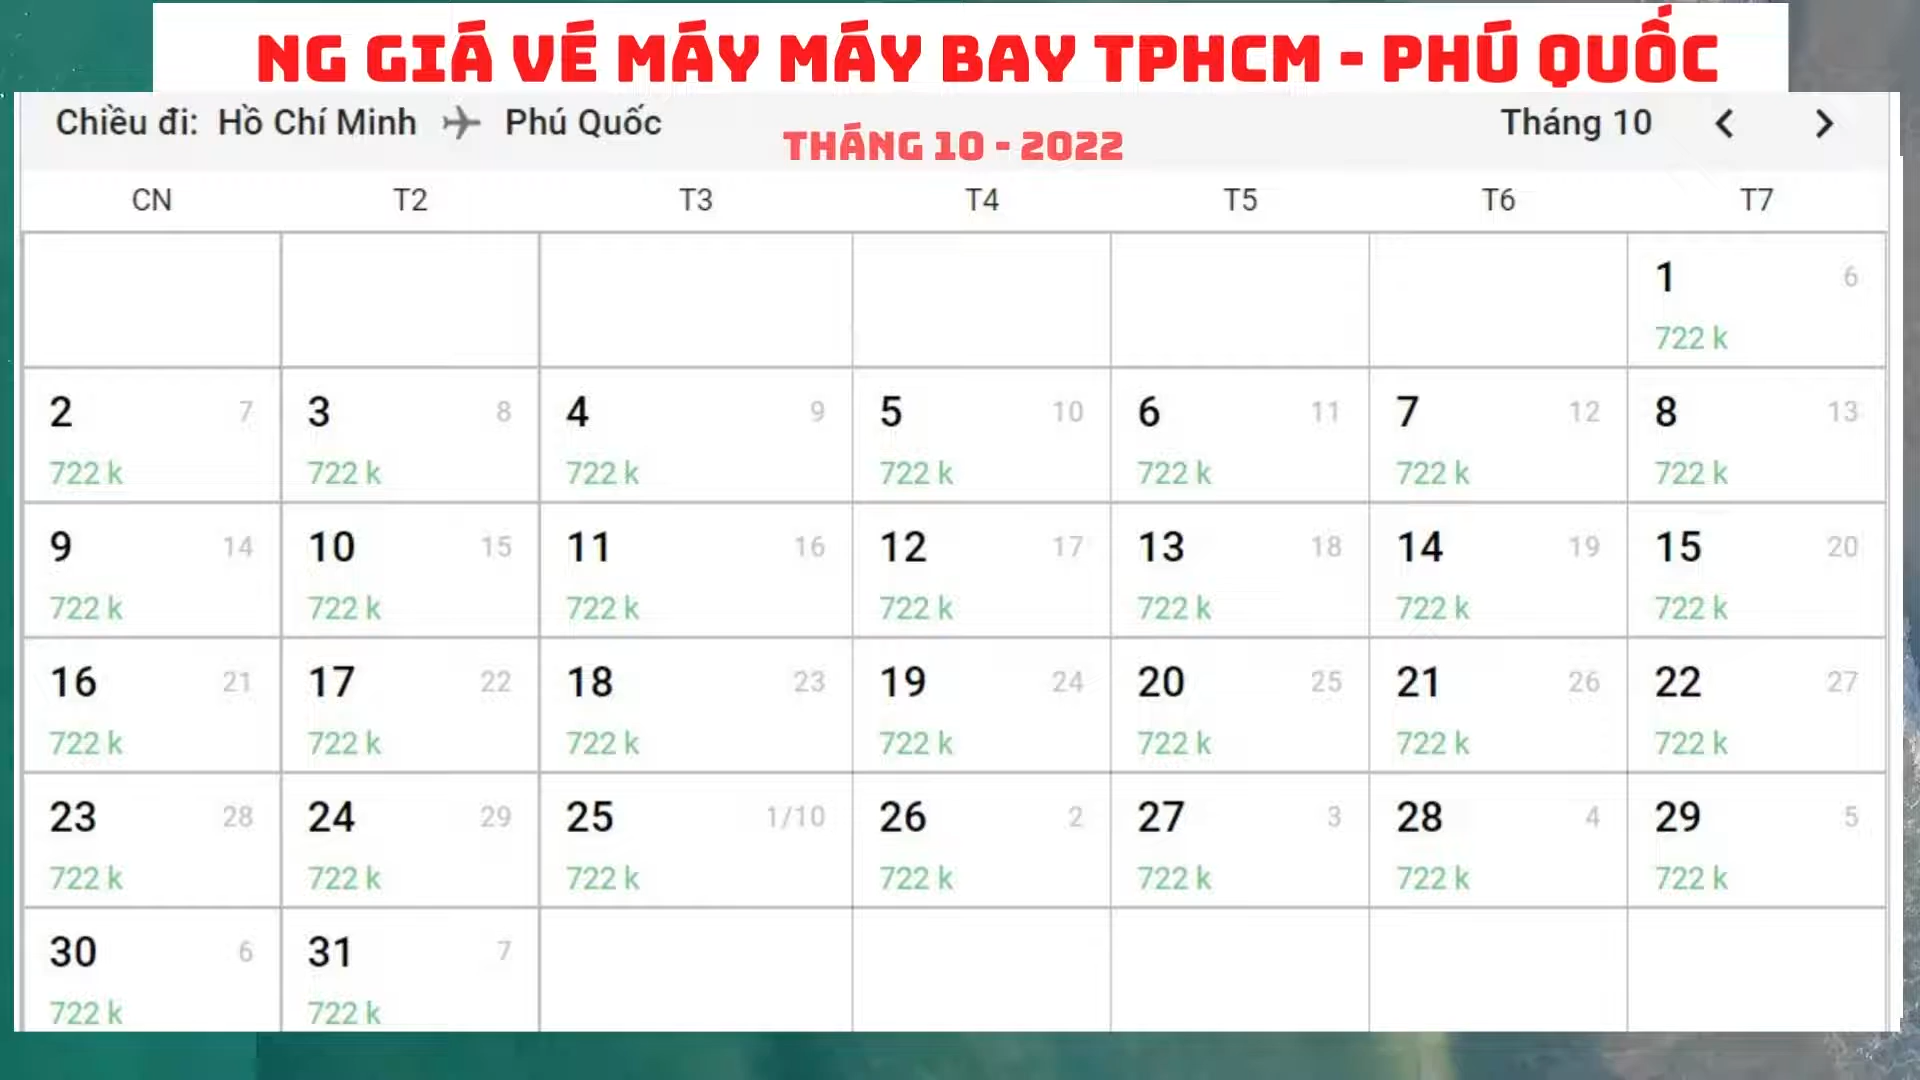 NG GIÁ VÉ MÁY MÁY BAY TPHCM - PHÚ QUỐC
Chiều đi: Hồ Chí Minh Phú Quốc Tháng 10
THÁNG 10 - 2022
CN T2 T3 T4 T5 T6 T7
1 6
722 k
2 7 3 8 4 9 5 10 6 11 7 12 8 13
722 k 722 k 722 k 722 k 722 k 722 k 722 k
9 14 10 15 11 16 12 17 13 18 14 19 15 20
722 k 722 k 722 k 722 k 722 k 722 k 722 k
16 21 17 22 18 23 19 24 20 25 21 26 22 27
722 k 722 k 722 k 722 k 722 k 722 k 722 k
23 28 24 29 25 1/10 26 2 27 3 28 4 29 5
722 k 722 k 722 k 722 k 722 k 722 k 722 k
30 6 31 7
722 k 722 k